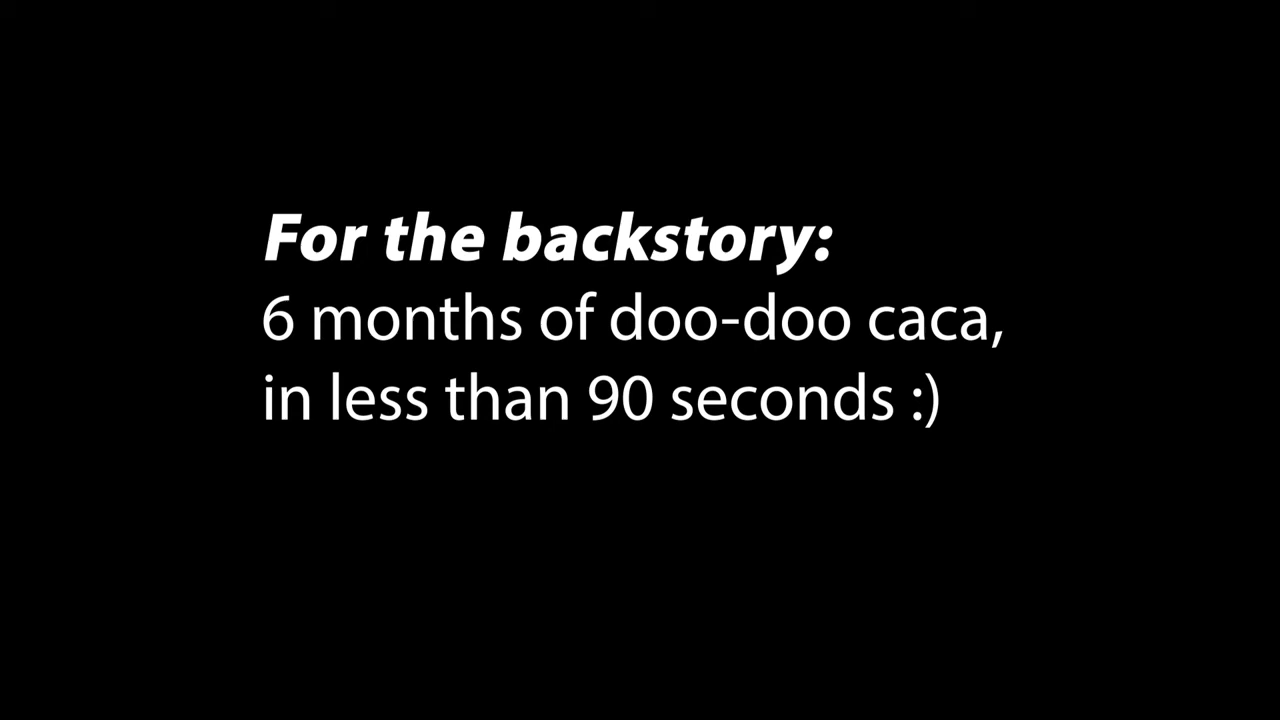 For the backstory:
6 months of doo-doo caca,
in less than 90 seconds :)